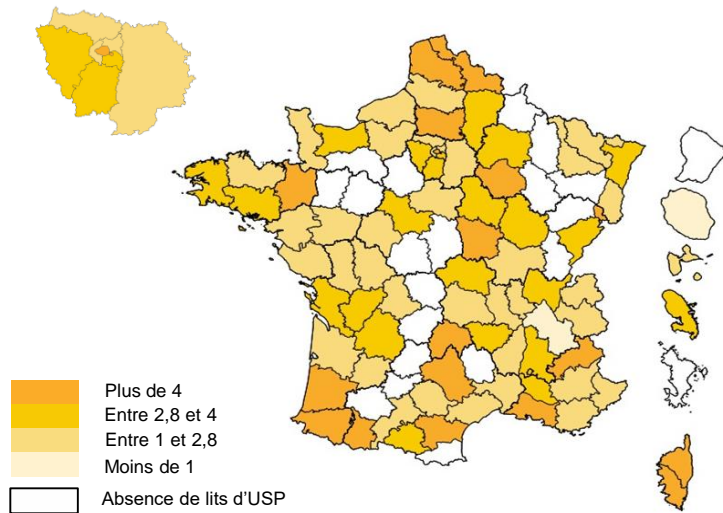 Plus de 4
Entre 2,8 et 4
Entre 1 et 2,8
Moins de 1
Absence de lits d’USP